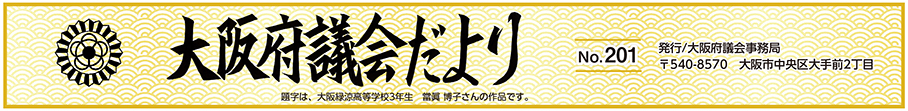 大阪府議会だより
題字は、大阪緑涼高等学校3年生 當眞 博子さんの作品です。
No.201
発行/大阪府議会事務局
〒540-8570 大阪市中央区大手前2丁目